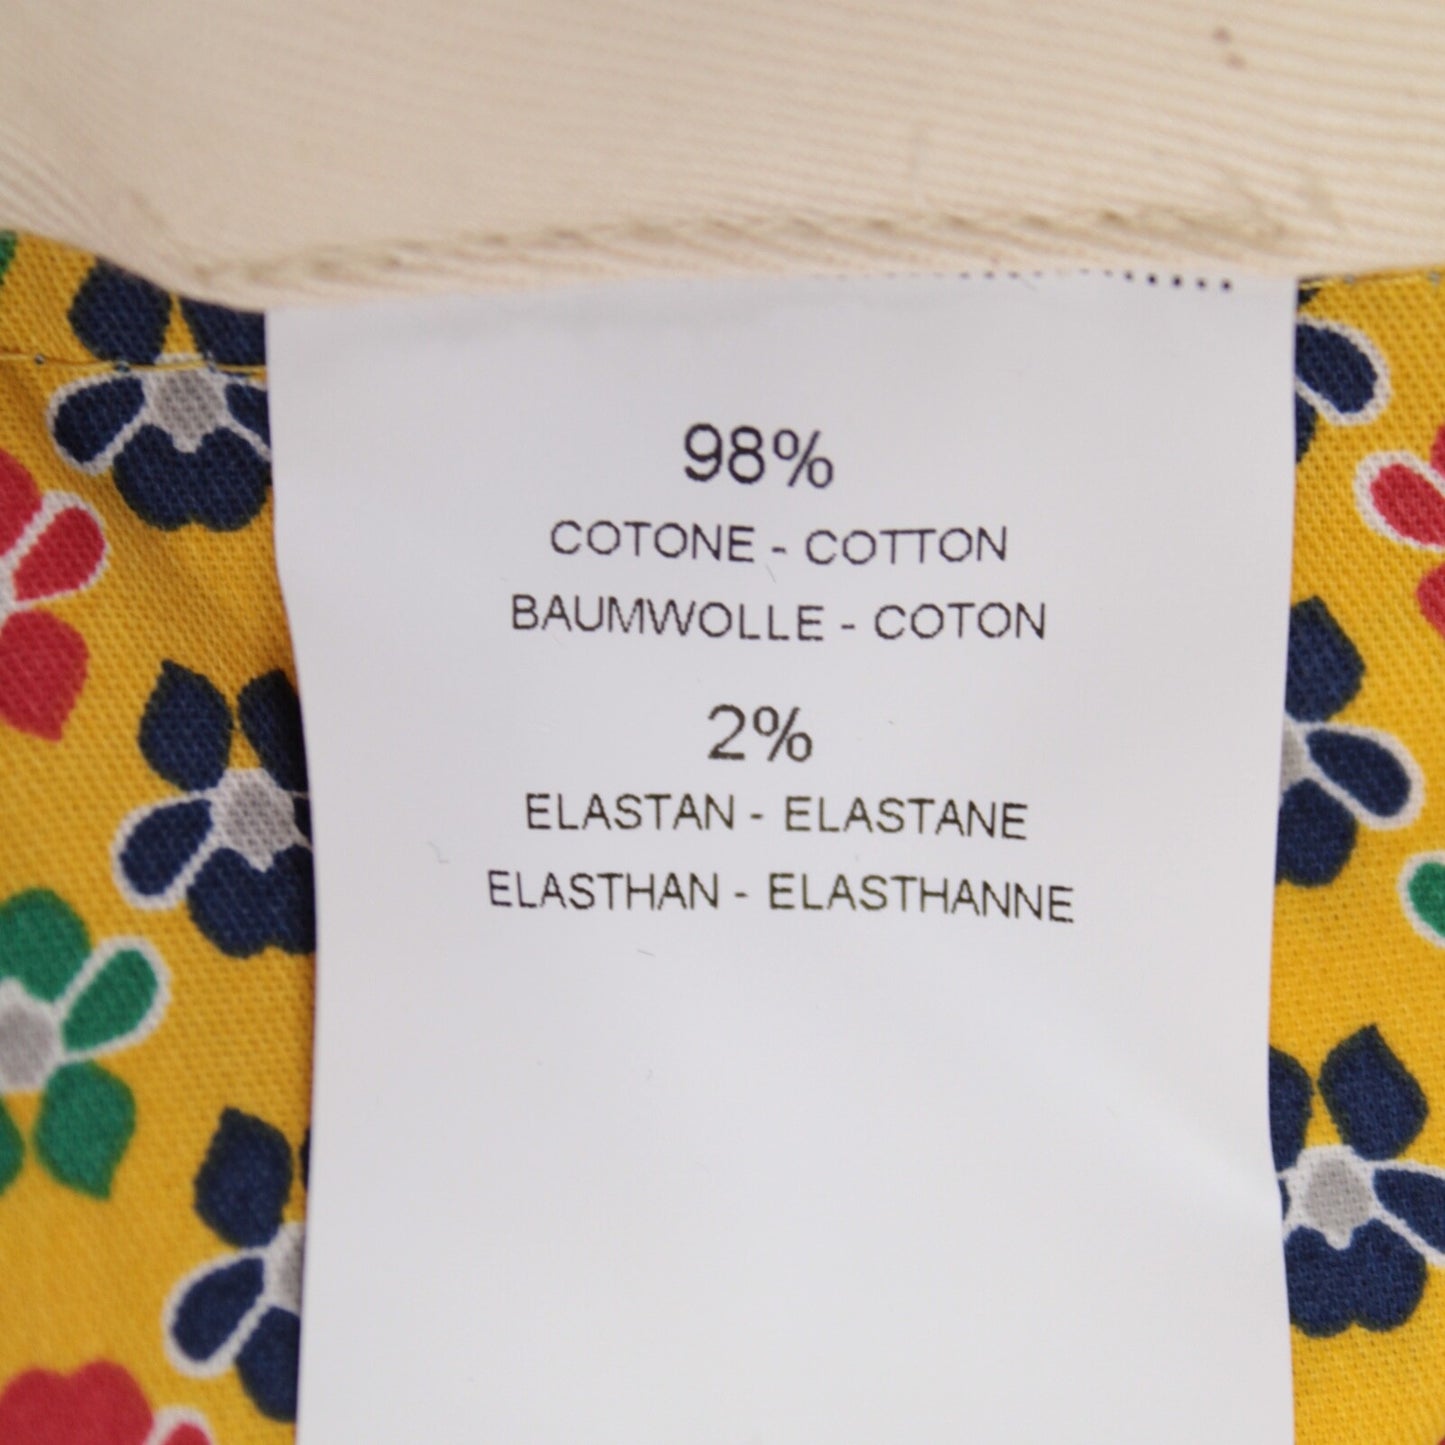 98%
COTONE - COTTON
BAUMWOLLE - COTON
2%
ELASTAN - ELASTANE
ELASTHAN - ELASTHANNE